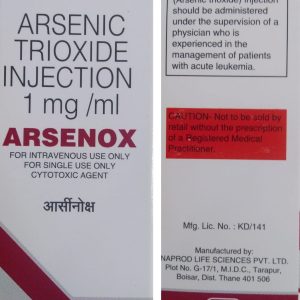 ARSENIC
TRIOXIDE
INJECTION
1 mg /ml
ARSENOX
FOR INTRAVENOUS USE ONLY
FOR SINGLE USE ONLY
CYTOTOXIC AGENT
आर्सीनोक्ष
(Arsenic trioxide) injection
should be administered
under the supervision of a
physician who is
experienced in the
management of patients
with acute leukemia.
CAUTION- Not to be sold by
retail without the prescription
of a Registered Medical
Practitioner.
Mfg. Lic. No. : KD/141
Manufactured by:
NAPROD LIFE SCIENCES PVT. LTD.
Plot No. G-17/1, M.I.D.C., Tarapur,
Boisar, Dist. Thane 401 506